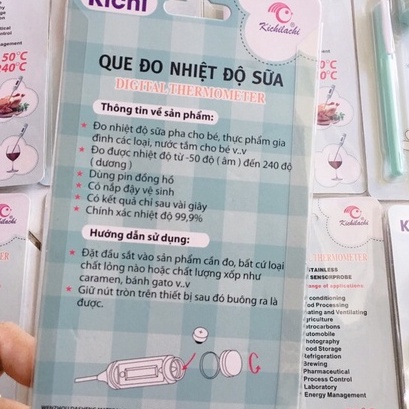 Kichi
Kichilachi
QUE ĐO NHIỆT ĐỘ SỮA
DIGITAL THERMOMETER
Thông tin về sản phẩm:
★ Đo nhiệt độ sữa pha cho bé, thực phẩm gia
đình các loại, nước tắm cho bé v..v
★ Đo được nhiệt độ từ -50 độ ( âm ) đến 240 độ
( dương )
★ Dùng pin đồng hồ
★ Có nắp đậy vệ sinh
★ Có kết quả chỉ sau vài giây
★ Chính xác nhiệt độ 99,9%
Hướng dẫn sử dụng:
★ Đặt đầu sắt vào sản phẩm cần đo, bất cứ loại
chất lỏng nào hoặc chất lượng xốp như
caramen, bánh gato v..v
★ Giữ nút tròn trên thiết bị sau đó buông ra là
được.
Control
Management
50°C
240°C
Kichilachi
Kichilachi
THERMOMETER
STAINLESS
SENSORPROBE
range of applications
conditioning
Food Processing
Heating and Ventilating
Agriculture
Petrocarbons
Automobile
Photography
Food Storage
Refrigeration
Brewing
Pharmaceutical
Process Control
Laboratory
Energy Management